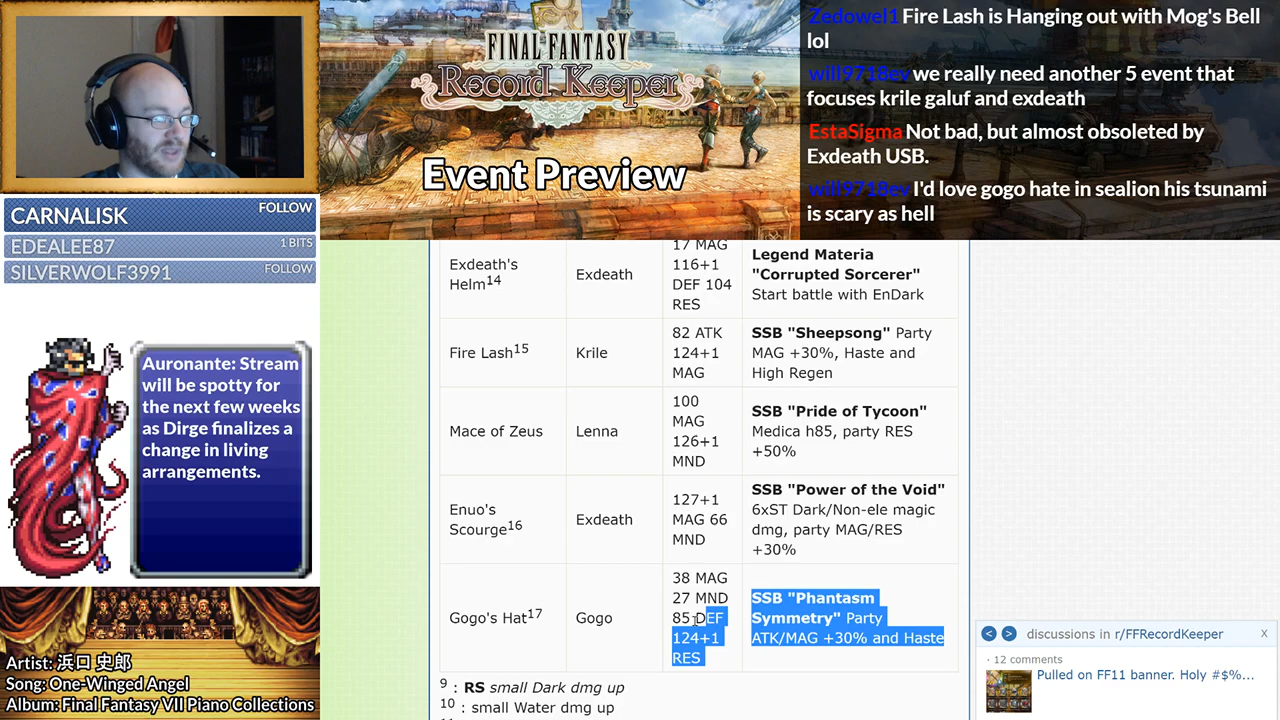 CARNALISK
FOLLOW
EDEALEE87
1 BITS
SILVERWOLF3991
FOLLOW
Auronante: Stream
will be spotty for
the next few weeks
as Dirge finalizes a
change in living
arrangements.
Artist: 浜口 史郎
Song: One-Winged Angel
Album: Final Fantasy VII Piano Collections
FINAL FANTASY
Record Keeper
Event Preview
Zedowel1 Fire Lash is Hanging out with Mog's Bell
lol
will9718ev we really need another 5 event that
focuses krile galuf and exdeath
EstaSigma Not bad, but almost obsoleted by
Exdeath USB.
will9718ev I'd love gogo hate in sealion his tsunami
is scary as hell
Exdeath's
Helm14
Exdeath
17 MAG
116+1
DEF 104
RES
Legend Materia
"Corrupted Sorcerer"
Start battle with EnDark
Fire Lash15
Krile
82 ATK
124+1
MAG
SSB "Sheepsong" Party
MAG +30%, Haste and
High Regen
Mace of Zeus
Lenna
100
MAG
126+1
MND
SSB "Pride of Tycoon"
Medica h85, party RES
+50%
Enuo's
Scourge16
Exdeath
127+1
MAG 66
MND
SSB "Power of the Void"
6xST Dark/Non-ele magic
dmg, party MAG/RES
+30%
Gogo's Hat17
Gogo
38 MAG
27 MND
85 DEF
124+1
RES
SSB "Phantasm
Symmetry" Party
ATK/MAG +30% and Haste
9 : RS small Dark dmg up
10 : small Water dmg up
< > discussions in r/FFRecordKeeper X
· 12 comments
Pulled on FF11 banner. Holy #$%...